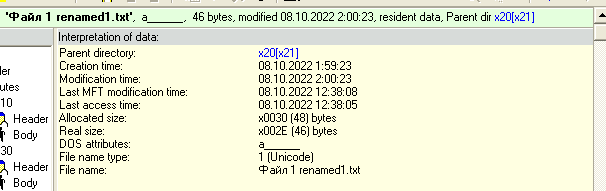 'Файл 1 renamed1.txt', a______, 46 bytes, modified 08.10.2022 2:00:23, resident data, Parent dir x20[x21]
Interpretation of data:
Parent directory: x20[x21]
Creation time: 08.10.2022 1:59:23
Modification time: 08.10.2022 2:00:23
Last MFT modification time: 08.10.2022 12:38:08
Last access time: 08.10.2022 12:38:05
Allocated size: x0030 (48) bytes
Real size: x002E (46) bytes
DOS attributes: a______
File name type: 1 (Unicode)
File name: Файл 1 renamed1.txt
10
Header
Body
30
Header
Body